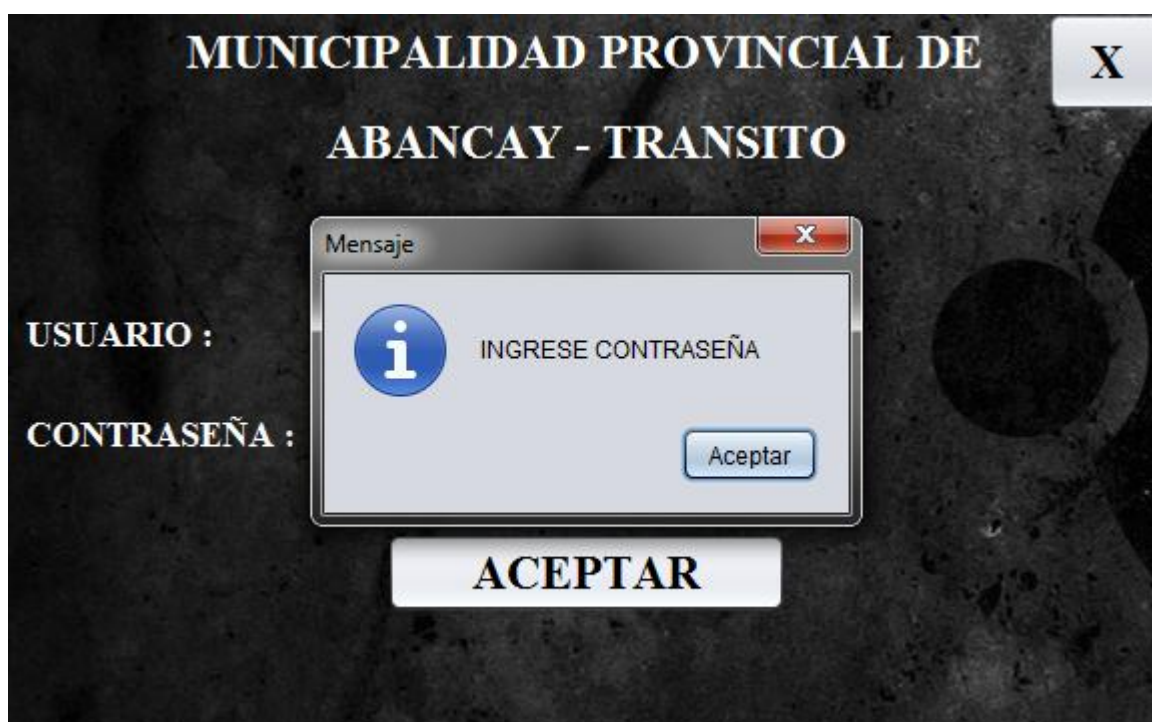 MUNICIPALIDAD PROVINCIAL DE
X
ABANCAY - TRANSITO
Mensaje
USUARIO :
INGRESE CONTRASEÑA
CONTRASEÑA :
Aceptar
ACEPTAR